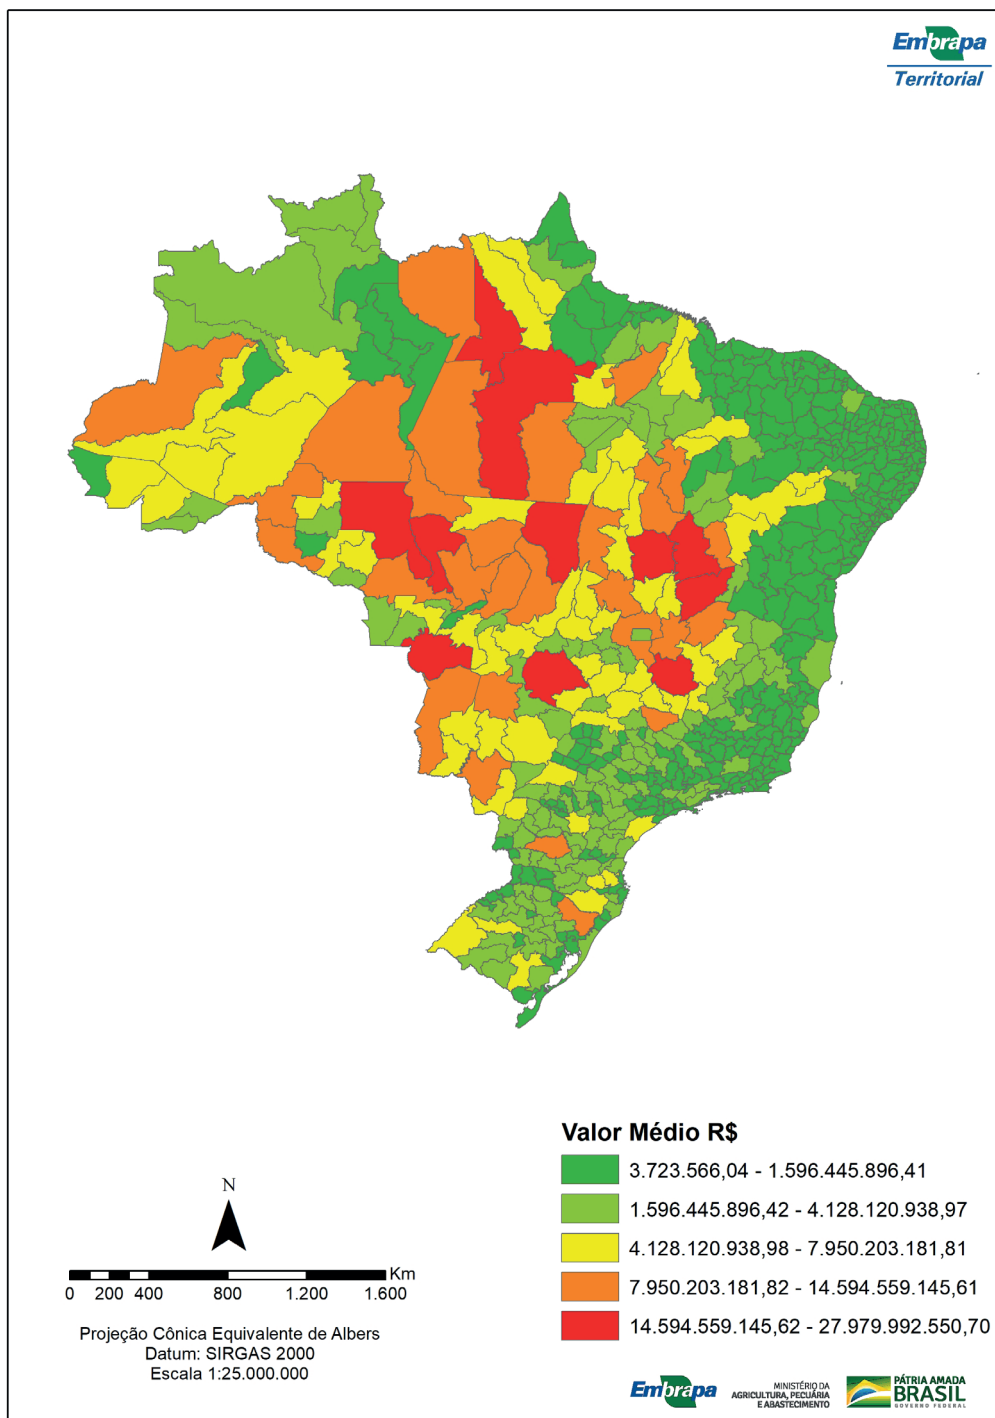 Embrapa
Territorial
Valor Médio R$
3.723.566,04 - 1.596.445.896,41
1.596.445.896,42 - 4.128.120.938,97
4.128.120.938,98 - 7.950.203.181,81
7.950.203.181,82 - 14.594.559.145,61
14.594.559.145,62 - 27.979.992.550,70
N
Km
0 200 400 800 1.200 1.600
Projeção Cônica Equivalente de Albers
Datum: SIRGAS 2000
Escala 1:25.000.000
Embrapa
MINISTÉRIO DA
AGRICULTURA, PECUÁRIA
E ABASTECIMENTO
PÁTRIA AMADA
BRASIL
GOVERNO FEDERAL